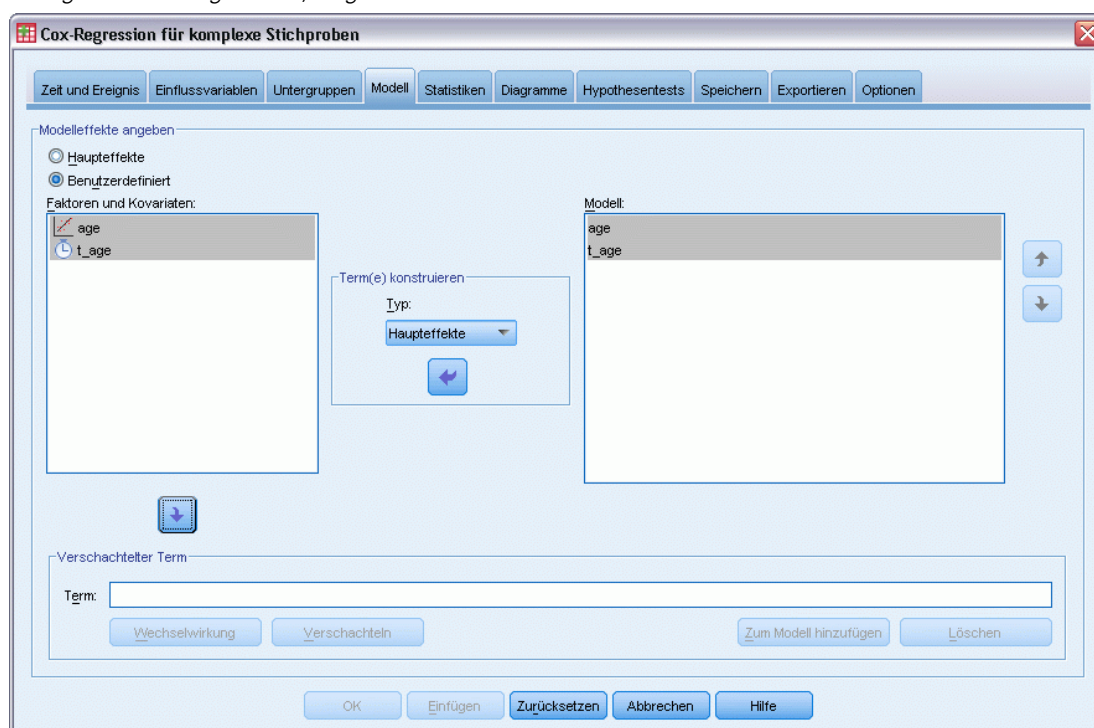 Cox-Regression für komplexe Stichproben
Zeit und Ereignis Einflussvariablen Untergruppen Modell Statistiken Diagramme Hypothesentests Speichern Exportieren Optionen
Modelleffekte angeben
Haupteffekte
Benutzerdefiniert
Faktoren und Kovariaten:
age
t_age
Term(e) konstruieren
Typ:
Haupteffekte
Modell:
age
t_age
Verschachtelter Term
Term:
Wechselwirkung Verschachteln Zum Modell hinzufügen Löschen
OK Einfügen Zurücksetzen Abbrechen Hilfe